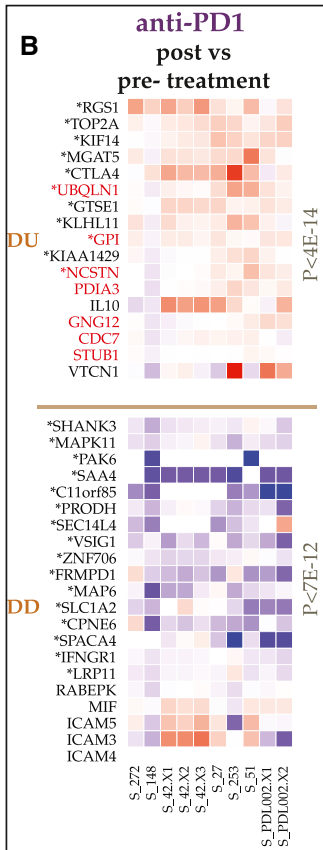 B
anti-PD1
post vs
pre- treatment
*RGS1
*TOP2A
*KIF14
*MGAT5
*CTLA4
*UBQLN1
*GTSE1
*KLHL11
*GPI
*KIAA1429
*NCSTN
PDIA3
IL10
GNG12
CDC7
STUB1
VTCN1
DU
P<4E-14
*SHANK3
*MAPK11
*PAK6
*SAA4
*C11orf85
*PRODH
*SEC14L4
*VSIG1
*ZNF706
*FRMPD1
*MAP6
*SLC1A2
*CPNE6
*SPACA4
*IFNGR1
*LRP11
RABEPK
MIF
ICAM5
ICAM3
ICAM4
DD
P<7E-12
S_272
S_148
S_42.X1
S_42.X2
S_42.X3
S_27
S_253
S_51
S_PDL002.X1
S_PDL002.X2